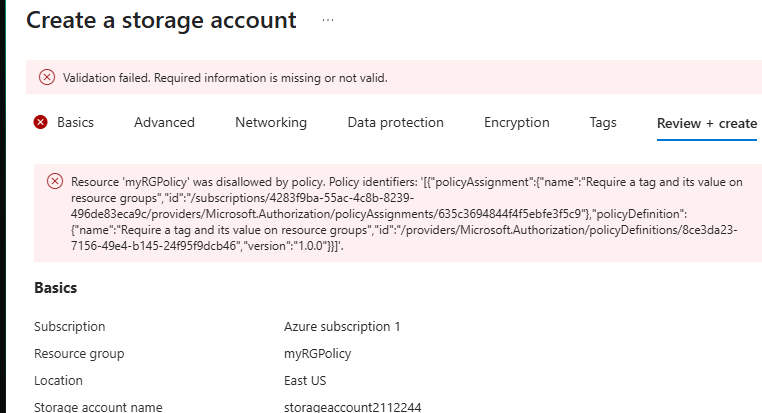 Create a storage account ...
Validation failed. Required information is missing or not valid.
Basics Advanced Networking Data protection Encryption Tags Review + create
Resource 'myRGPolicy' was disallowed by policy. Policy identifiers: '[{"policyAssignment":{"name":"Require a tag and its value on
resource groups","id":"/subscriptions/4283f9ba-55ac-4c8b-8239-
496de83eca9c/providers/Microsoft.Authorization/policyAssignments/635c3694844f4f5ebfe3f5c9"},"policyDefinition":
{"name":"Require a tag and its value on resource groups","id":"/providers/Microsoft.Authorization/policyDefinitions/8ce3da23-
7156-49e4-b145-24f95f9dcb46","version":"1.0.0"}}]'.
Basics
Subscription Azure subscription 1
Resource group myRGPolicy
Location East US
Storage account name storageaccount2112244